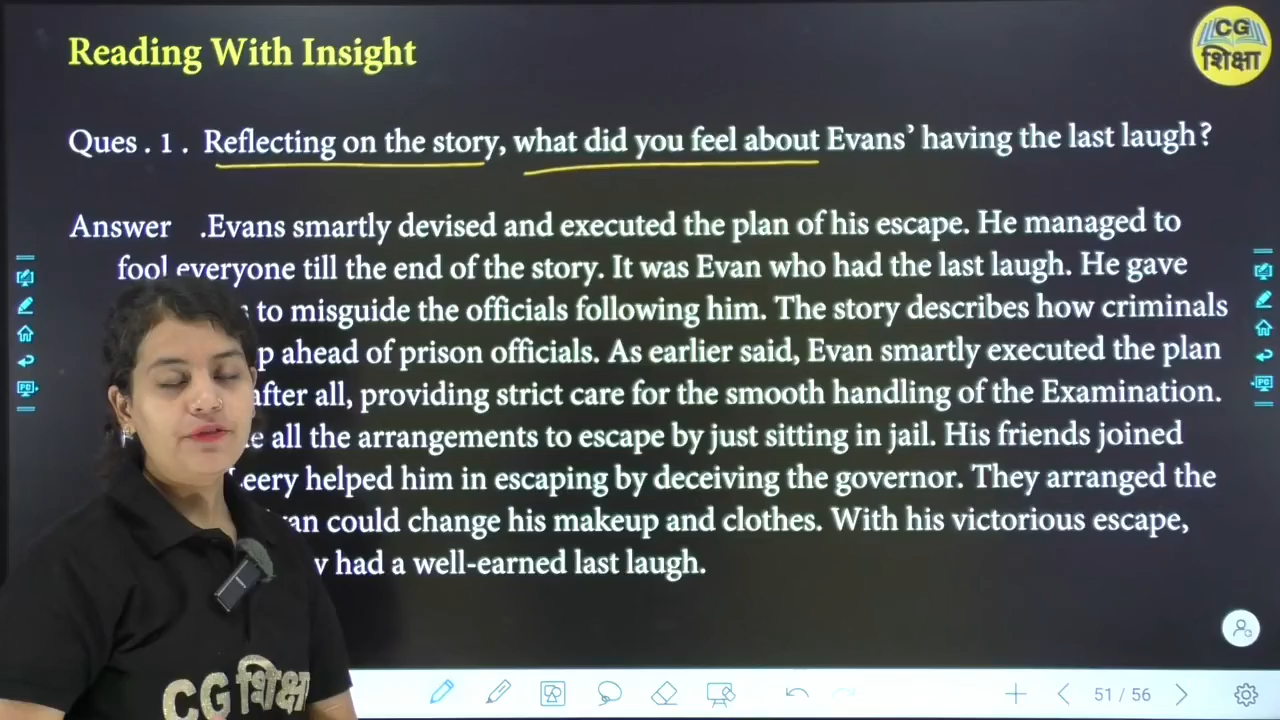 Reading With Insight
CG
शिक्षा
Ques . 1 . Reflecting on the story, what did you feel about Evans’ having the last laugh?
Answer .Evans smartly devised and executed the plan of his escape. He managed to
fool everyone till the end of the story. It was Evan who had the last laugh. He gave
to misguide the officials following him. The story describes how criminals
ahead of prison officials. As earlier said, Evan smartly executed the plan
after all, providing strict care for the smooth handling of the Examination.
all the arrangements to escape by just sitting in jail. His friends joined
helped him in escaping by deceiving the governor. They arranged the
could change his makeup and clothes. With his victorious escape,
had a well-earned last laugh.
CG शिक्षा
51 / 56